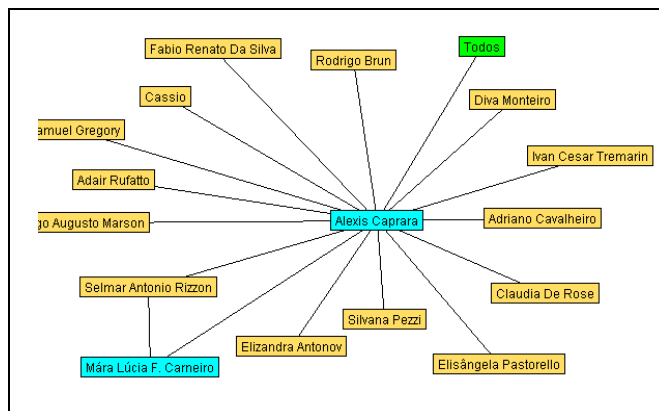 Todos
Fabio Renato Da Silva
Rodrigo Brun
Cassio
Diva Monteiro
amuel Gregory
Ivan Cesar Tremarin
Adair Rufatto
go Augusto Marson
Alexis Caprara
Adriano Cavalheiro
Selmar Antonio Rizzon
Claudia De Rose
Silvana Pezzi
Elizandra Antonov
Mára Lúcia F. Carneiro
Elisângela Pastorello